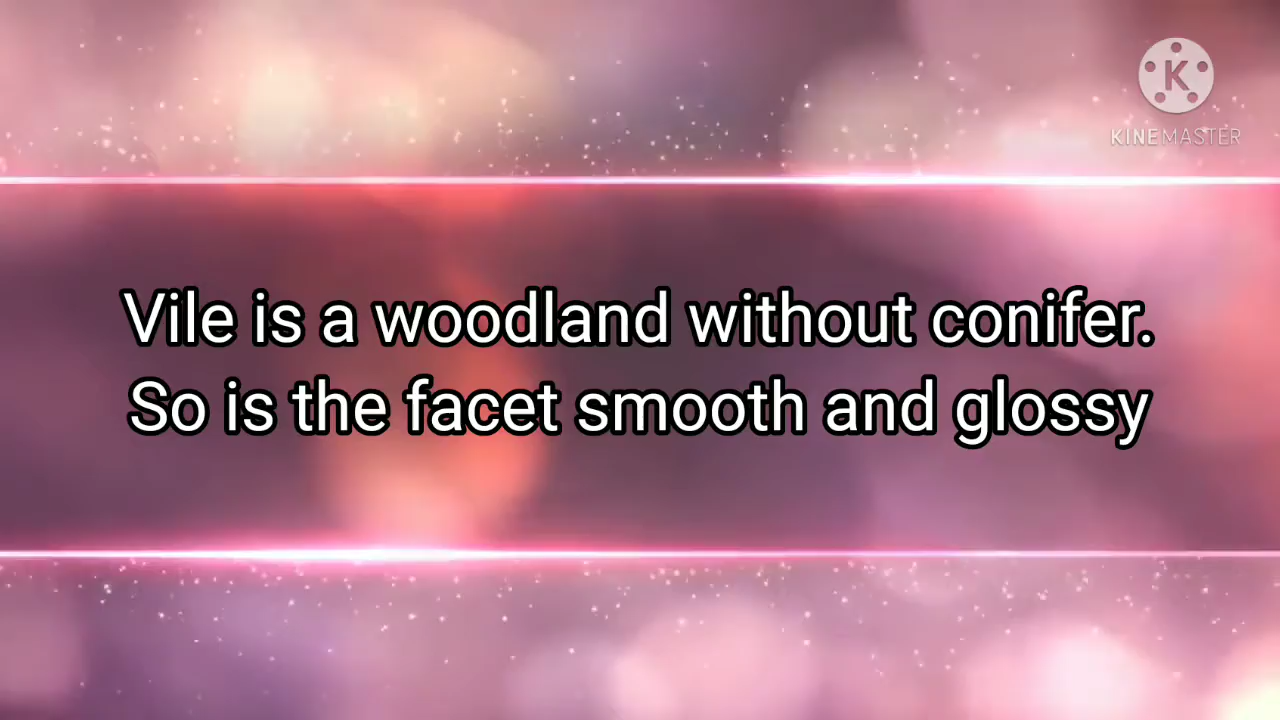 K
KINEMASTER
Vile is a woodland without conifer.
So is the facet smooth and glossy